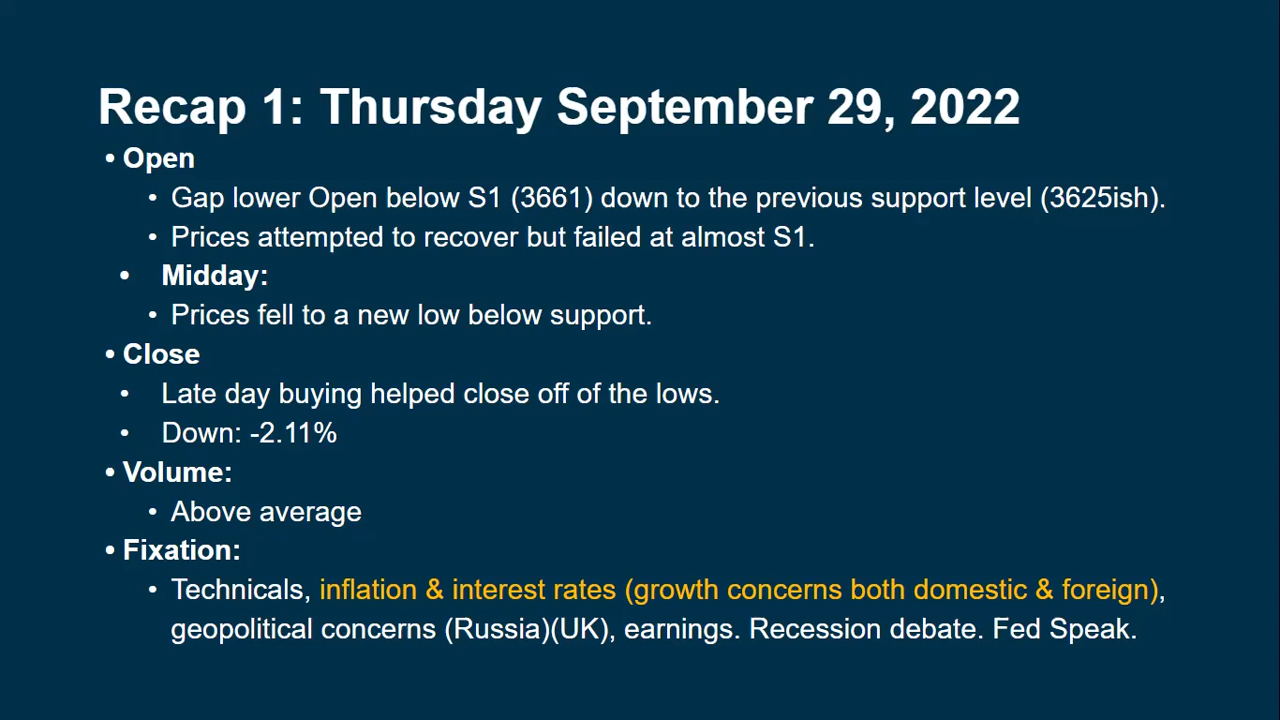 Recap 1: Thursday September 29, 2022
• Open
• Gap lower Open below S1 (3661) down to the previous support level (3625ish).
• Prices attempted to recover but failed at almost S1.
• Midday:
• Prices fell to a new low below support.
• Close
• Late day buying helped close off of the lows.
• Down: -2.11%
• Volume:
• Above average
• Fixation:
• Technicals, inflation & interest rates (growth concerns both domestic & foreign),
geopolitical concerns (Russia)(UK), earnings. Recession debate. Fed Speak.